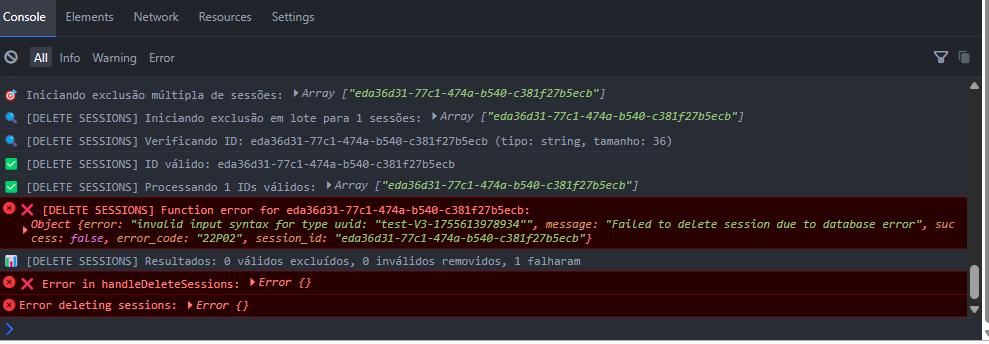 Console Elements Network Resources Settings
All Info Warning Error
Iniciando exclusão múltipla de sessões: Array ["eda36d31-77c1-474a-b540-c381f27b5ecb"]
[DELETE SESSIONS] Iniciando exclusão em lote para 1 sessões: Array ["eda36d31-77c1-474a-b540-c381f27b5ecb"]
[DELETE SESSIONS] Verificando ID: eda36d31-77c1-474a-b540-c381f27b5ecb (tipo: string, tamanho: 36)
[DELETE SESSIONS] ID válido: eda36d31-77c1-474a-b540-c381f27b5ecb
[DELETE SESSIONS] Processando 1 IDs válidos: Array ["eda36d31-77c1-474a-b540-c381f27b5ecb"]
[DELETE SESSIONS] Function error for eda36d31-77c1-474a-b540-c381f27b5ecb:
Object {error: "invalid input syntax for type uuid: "test-V3-1755613978934"", message: "Failed to delete session due to database error", suc
cess: false, error_code: "22P02", session_id: "eda36d31-77c1-474a-b540-c381f27b5ecb"}
[DELETE SESSIONS] Resultados: 0 válidos excluídos, 0 inválidos removidos, 1 falharam
Error in handleDeleteSessions: Error {}
Error deleting sessions: Error {}